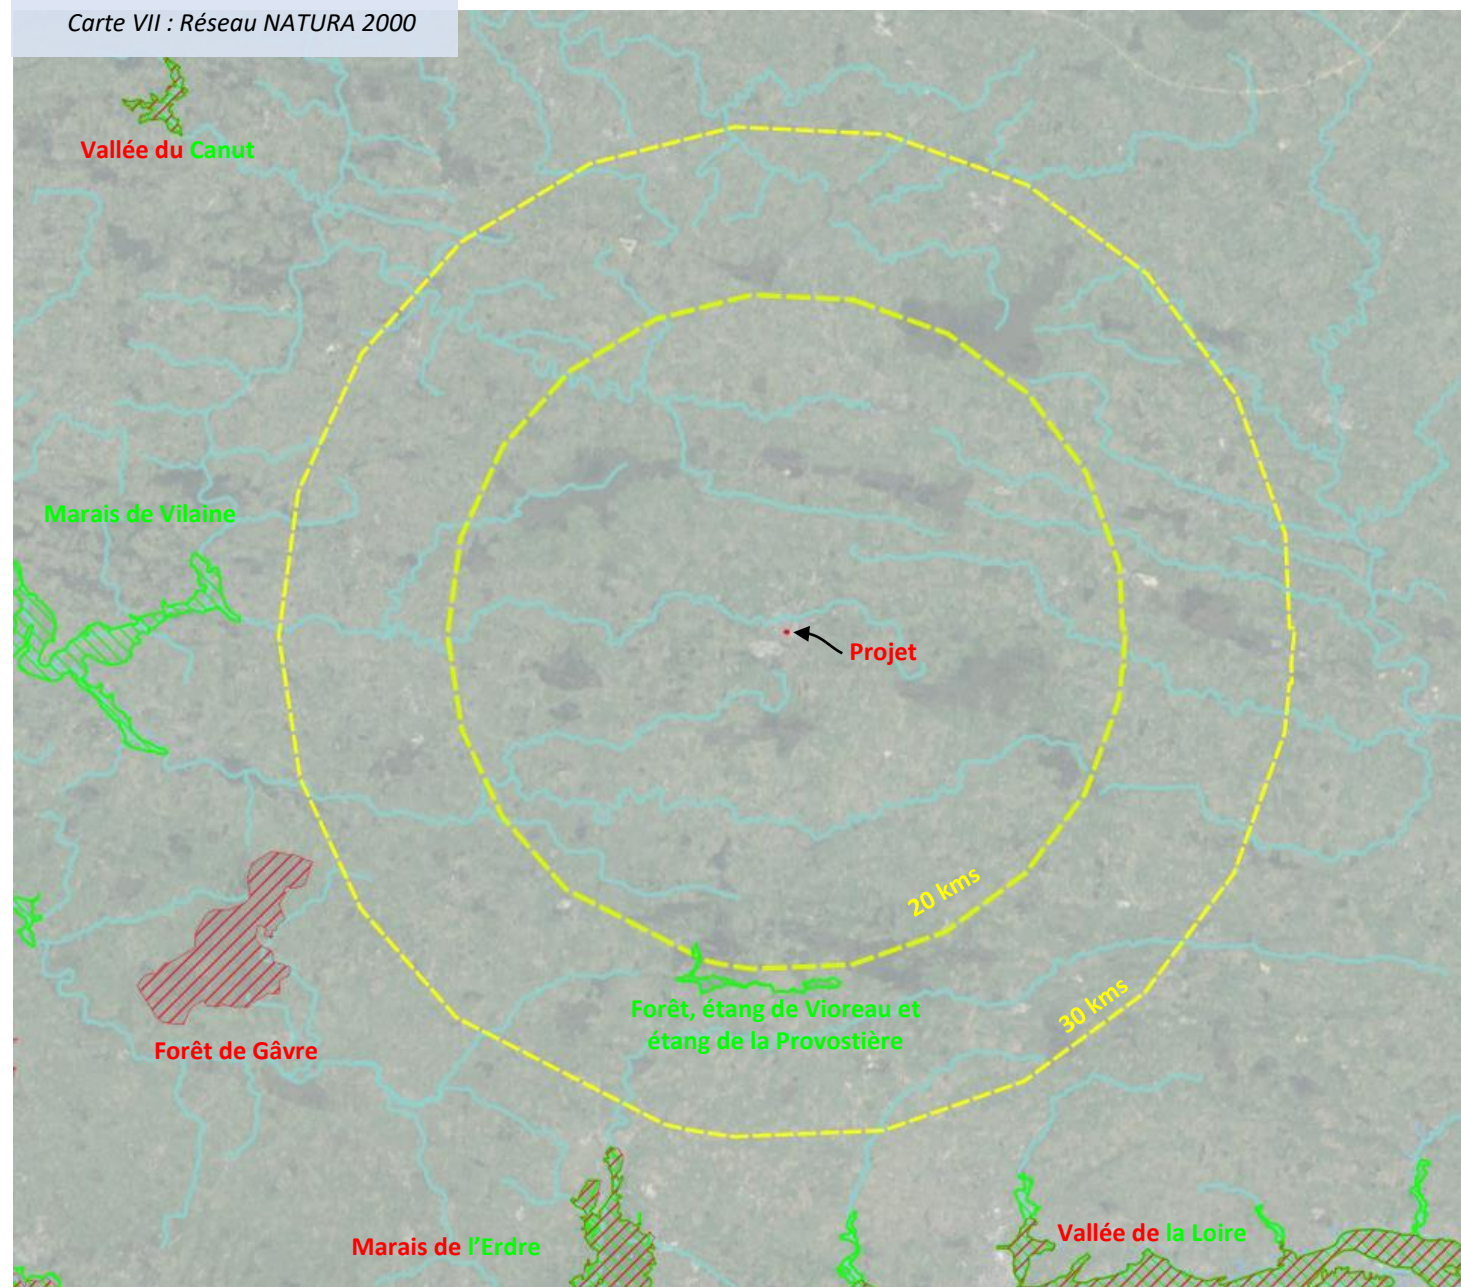 Carte VII : Réseau NATURA 2000
Vallée du Canut
Marais de Vilaine
Projet
20 kms
Forêt, étang de Vioreau et
étang de la Provostière
30 kms
Forêt de Gâvre
Marais de l'Erdre
Vallée de la Loire